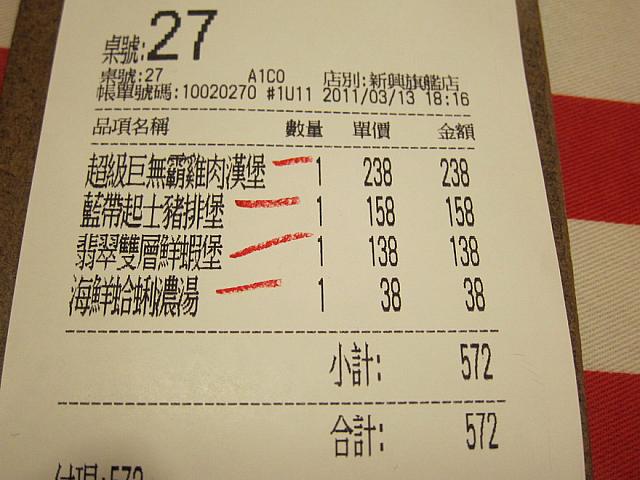 桌號:27
桌號:27 A1C0 店別:新興旗艦店
帳單號碼:10020270 #1U11 2011/03/13 18:16
品項名稱 數量 單價 金額
超級巨無霸雞肉漢堡 1 238 238
藍帶起士豬排堡 1 158 158
翡翠雙層鮮蝦堡 1 138 138
海鮮蛤蜊濃湯 1 38 38
小計: 572
合計: 572
付現:572